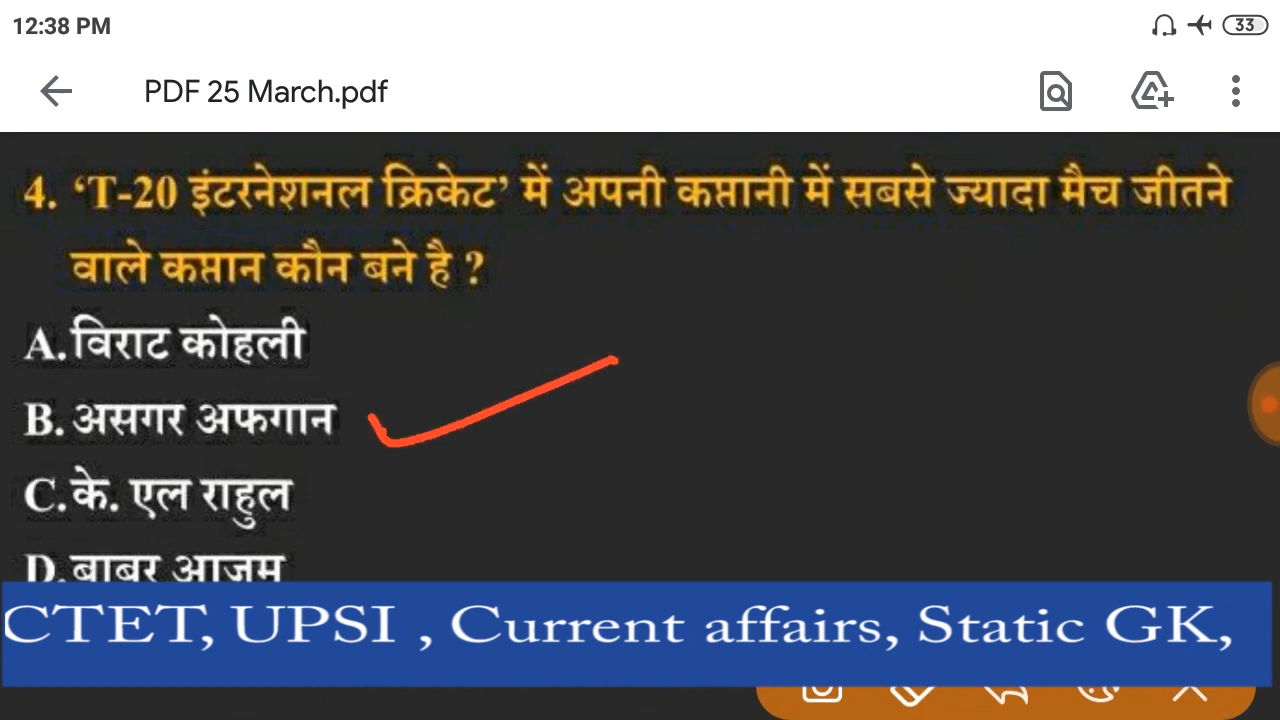 12:38 PM
33
PDF 25 March.pdf
4. ‘T-20 इंटरनेशनल क्रिकेट’ में अपनी कप्तानी में सबसे ज्यादा मैच जीतने
वाले कप्तान कौन बने है ?
A. विराट कोहली
B. असगर अफगान
C. के. एल राहुल
D. बाबर आजम
CTET, UPSI , Current affairs, Static GK,